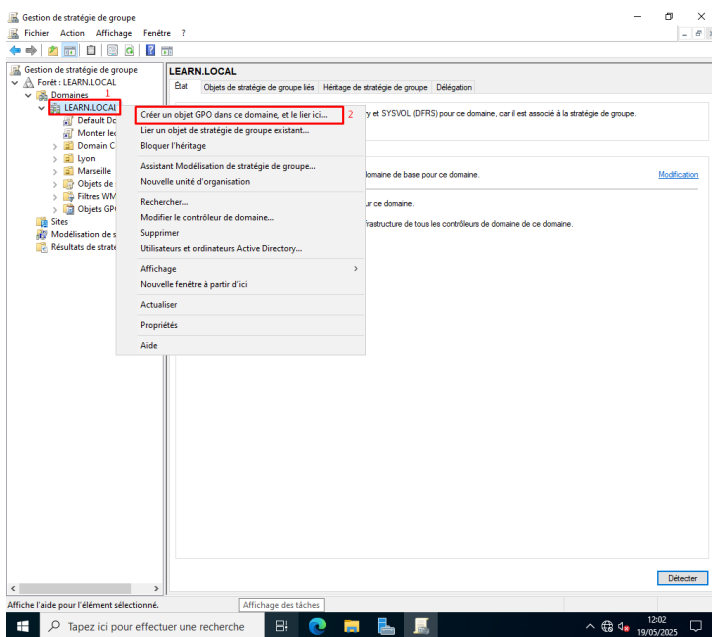 Gestion de stratégie de groupe
Fichier Action Affichage Fenêtre ?
Gestion de stratégie de groupe
Forêt : LEARN.LOCAL
Domaines 1
LEARN.LOCAL
Default Dc
Monter lec
Domain C
Lyon
Marseille
Objets de
Filtres WM
Objets GP
Sites
Modélisation de s
Résultats de strate
LEARN.LOCAL
État Objets de stratégie de groupe liés Héritage de stratégie de groupe Délégation
y et SYSVOL (DFRS) pour ce domaine, car il est associé à la stratégie de groupe.
domaine de base pour ce domaine. Modification
ur ce domaine.
frastructure de tous les contrôleurs de domaine de ce domaine.
Créer un objet GPO dans ce domaine, et le lier ici... 2
Lier un objet de stratégie de groupe existant...
Bloquer l'héritage
Assistant Modélisation de stratégie de groupe...
Nouvelle unité d'organisation
Rechercher...
Modifier le contrôleur de domaine...
Supprimer
Utilisateurs et ordinateurs Active Directory...
Affichage
Nouvelle fenêtre à partir d'ici
Actualiser
Propriétés
Aide
Détecter
Affiche l'aide pour l'élément sélectionné.
Affichage des tâches
Tapez ici pour effectuer une recherche
12:02
19/05/2025